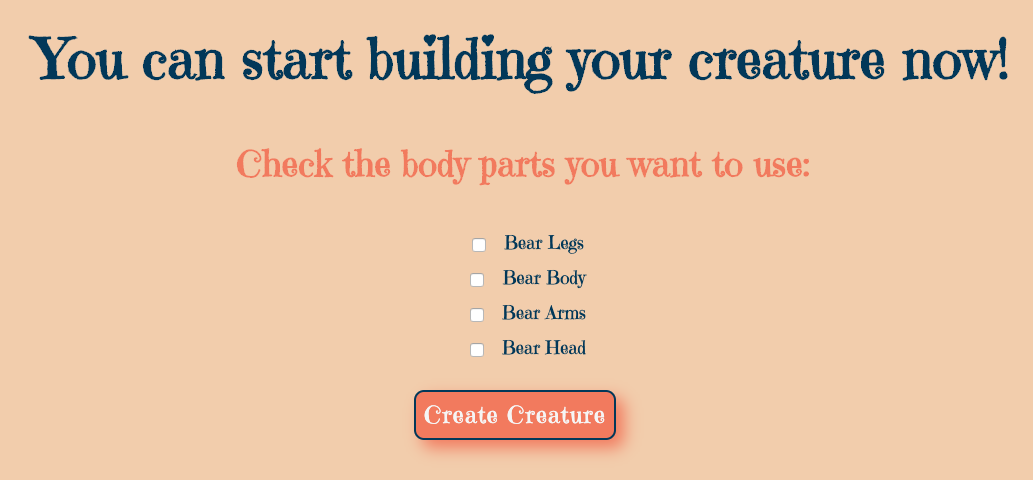 You can start building your creature now!
Check the body parts you want to use:
Bear Legs
Bear Body
Bear Arms
Bear Head
Create Creature